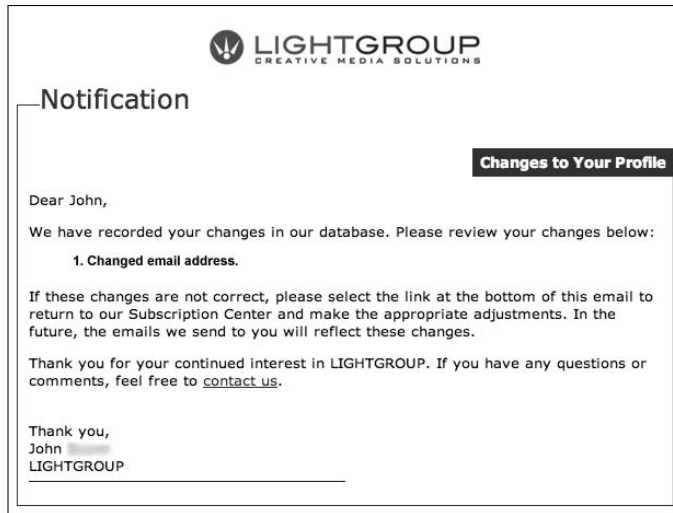 LIGHTGROUP
CREATIVE MEDIA SOLUTIONS
Notification
Changes to Your Profile
Dear John,
We have recorded your changes in our database. Please review your changes below:
1. Changed email address.
If these changes are not correct, please select the link at the bottom of this email to
return to our Subscription Center and make the appropriate adjustments. In the
future, the emails we send to you will reflect these changes.
Thank you for your continued interest in LIGHTGROUP. If you have any questions or
comments, feel free to contact us.
Thank you,
John
LIGHTGROUP